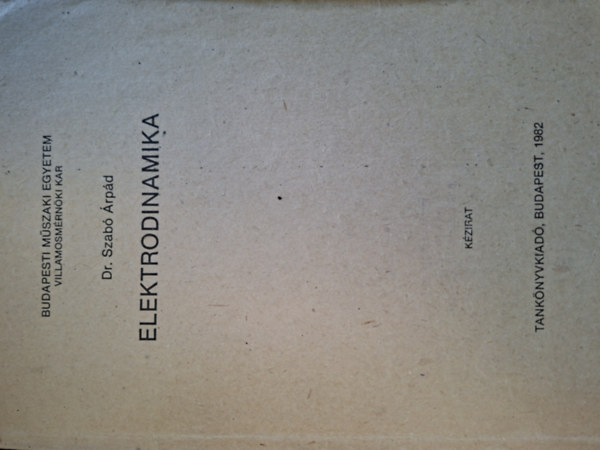 BUDAPESTI MŰSZAKI EGYETEM
VILLAMOSMÉRNÖKI KAR
Dr. Szabó Árpád
ELEKTRODINAMIKA
KÉZIRAT
TANKÖNYVKIADÓ, BUDAPEST, 1982